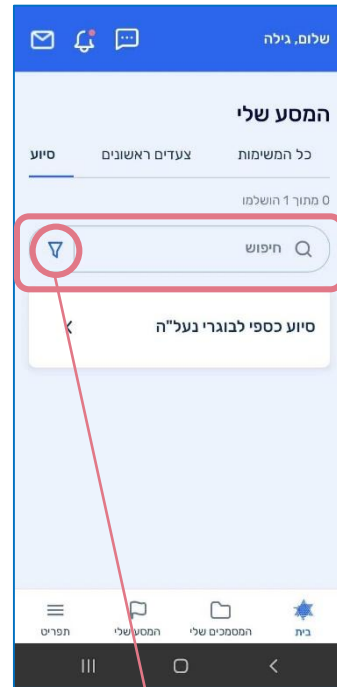 שלום, גילה
המסע שלי
כל המשימות צעדים ראשונים סיוע
0 מתוך 1 הושלמו
חיפוש
סיוע כספי לבוגרי נעל"ה
בית המסמכים שלי המסע שלי תפריט